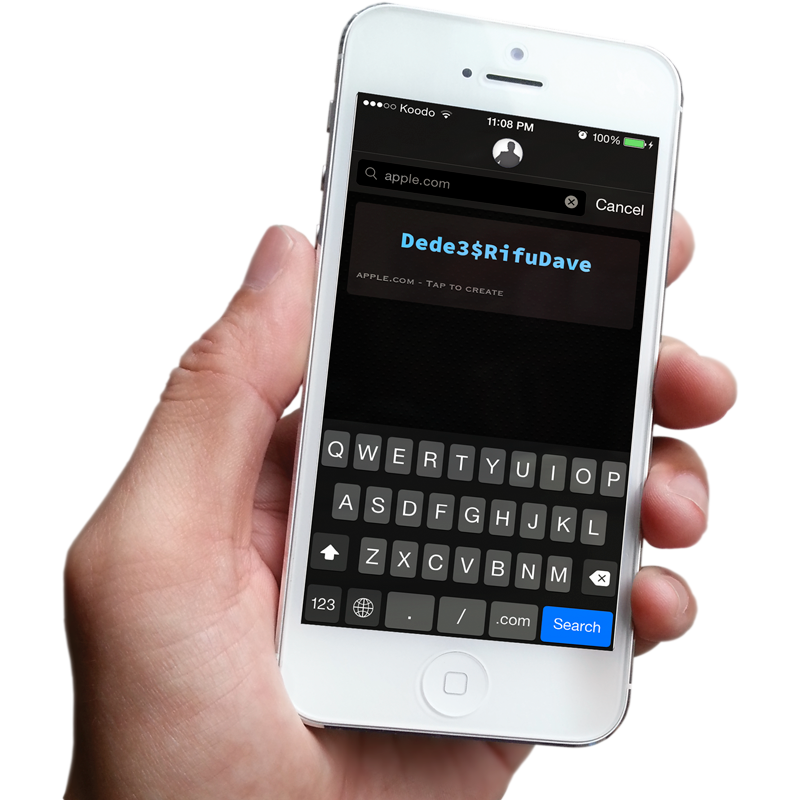 Koodo 11:08 PM 100%
apple.com Cancel
Dede3$RifuDave
APPLE.COM - TAP TO CREATE
Q W E R T Y U I O P
A S D F G H J K L
Z X C V B N M
123 . / .com Search